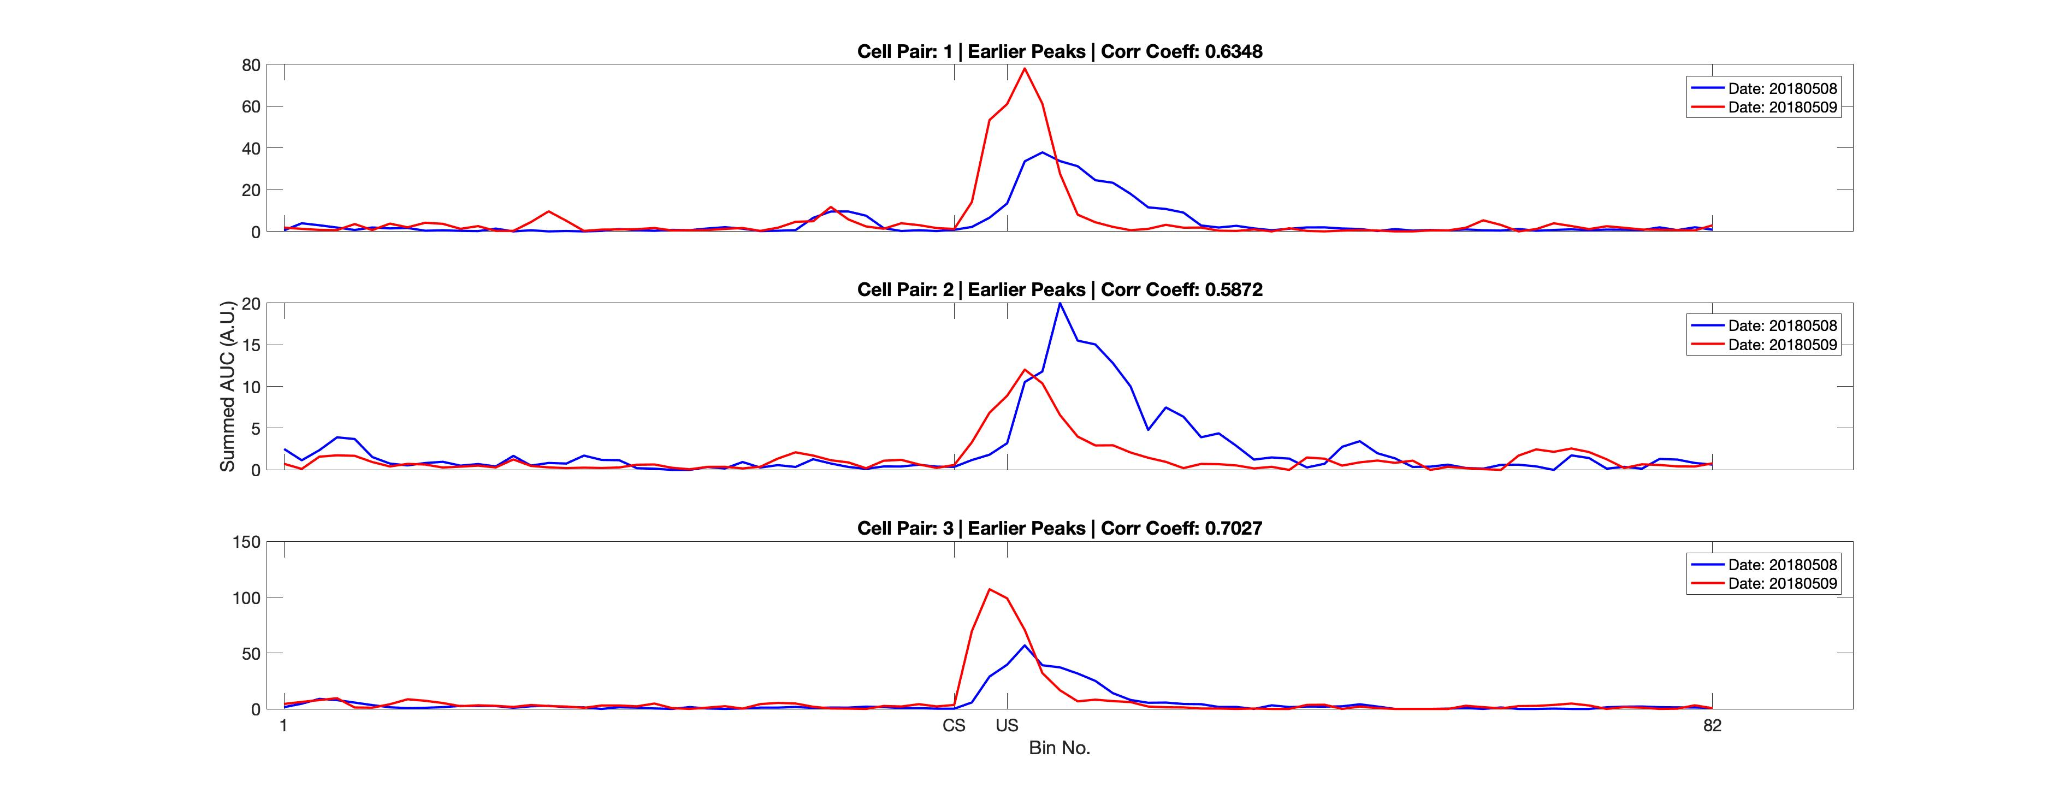 Cell Pair: 1 | Earlier Peaks | Corr Coeff: 0.6348
80
60
40
20
0
Date: 20180508
Date: 20180509
Cell Pair: 2 | Earlier Peaks | Corr Coeff: 0.5872
Summed AUC (A.U.)
20
15
10
5
0
Date: 20180508
Date: 20180509
Cell Pair: 3 | Earlier Peaks | Corr Coeff: 0.7027
150
100
50
0
Date: 20180508
Date: 20180509
1 CS US 82
Bin No.